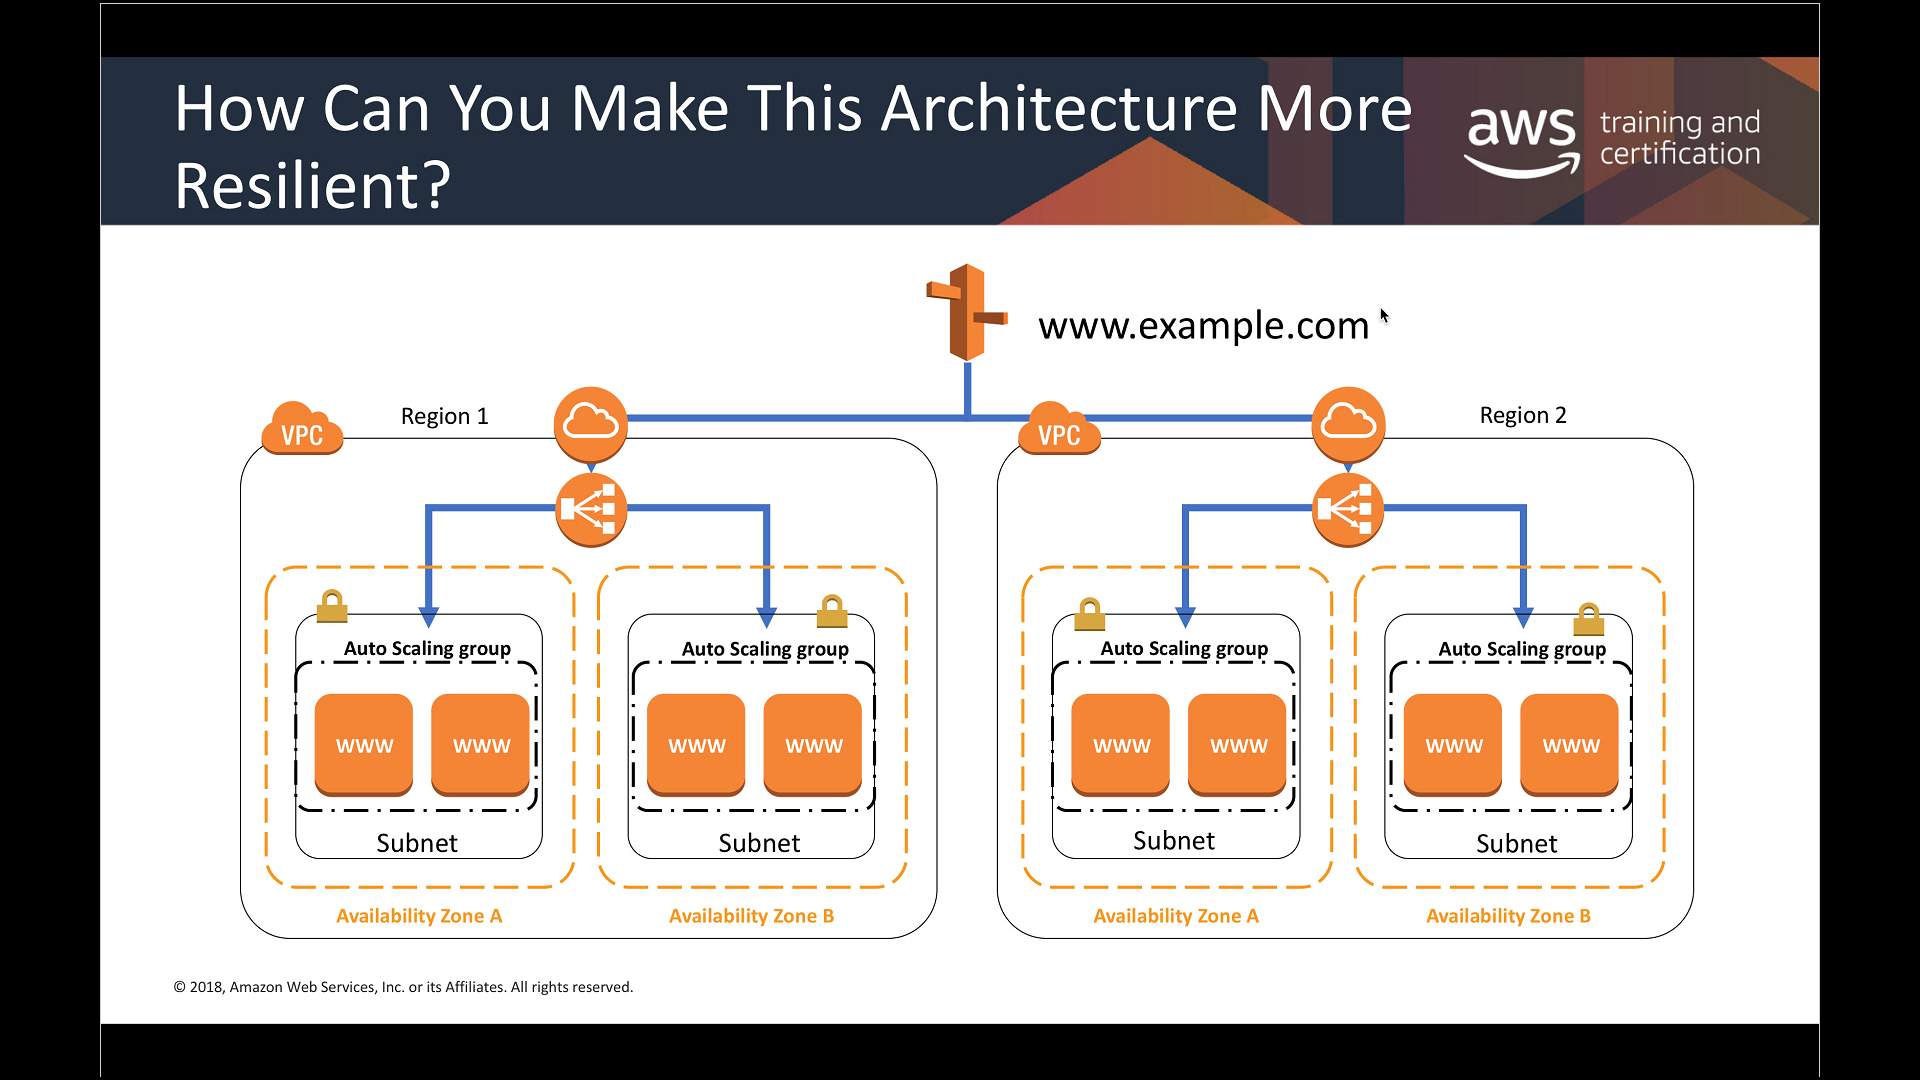 How Can You Make This Architecture More
Resilient?
aws training and
certification
www.example.com
VPC
Region 1
VPC
Region 2
Auto Scaling group
Auto Scaling group
Auto Scaling group
Auto Scaling group
www
www
www
www
www
www
www
www
Subnet
Subnet
Subnet
Subnet
Availability Zone A
Availability Zone B
Availability Zone A
Availability Zone B
© 2018, Amazon Web Services, Inc. or its Affiliates. All rights reserved.